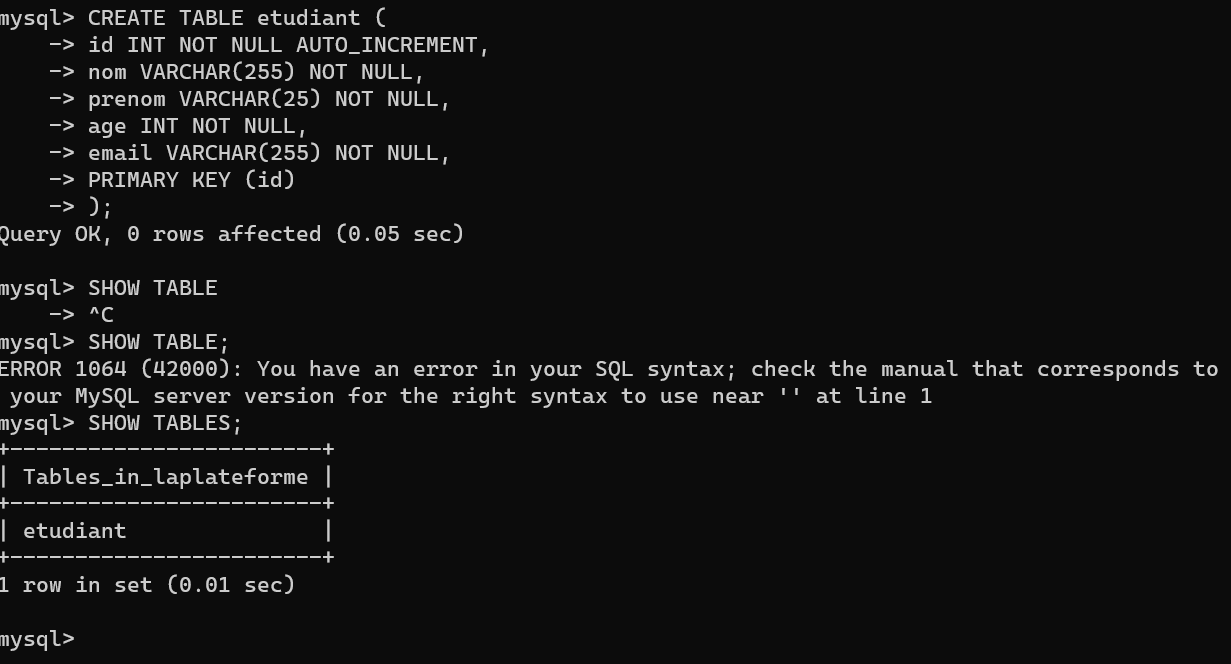 mysql> CREATE TABLE etudiant (
    -> id INT NOT NULL AUTO_INCREMENT,
    -> nom VARCHAR(255) NOT NULL,
    -> prenom VARCHAR(25) NOT NULL,
    -> age INT NOT NULL,
    -> email VARCHAR(255) NOT NULL,
    -> PRIMARY KEY (id)
    -> );
Query OK, 0 rows affected (0.05 sec)

mysql> SHOW TABLE
    -> ^C
mysql> SHOW TABLE;
ERROR 1064 (42000): You have an error in your SQL syntax; check the manual that corresponds to
 your MySQL server version for the right syntax to use near '' at line 1
mysql> SHOW TABLES;
+------------------------+
| Tables_in_laplateforme |
+------------------------+
| etudiant               |
+------------------------+
1 row in set (0.01 sec)

mysql>